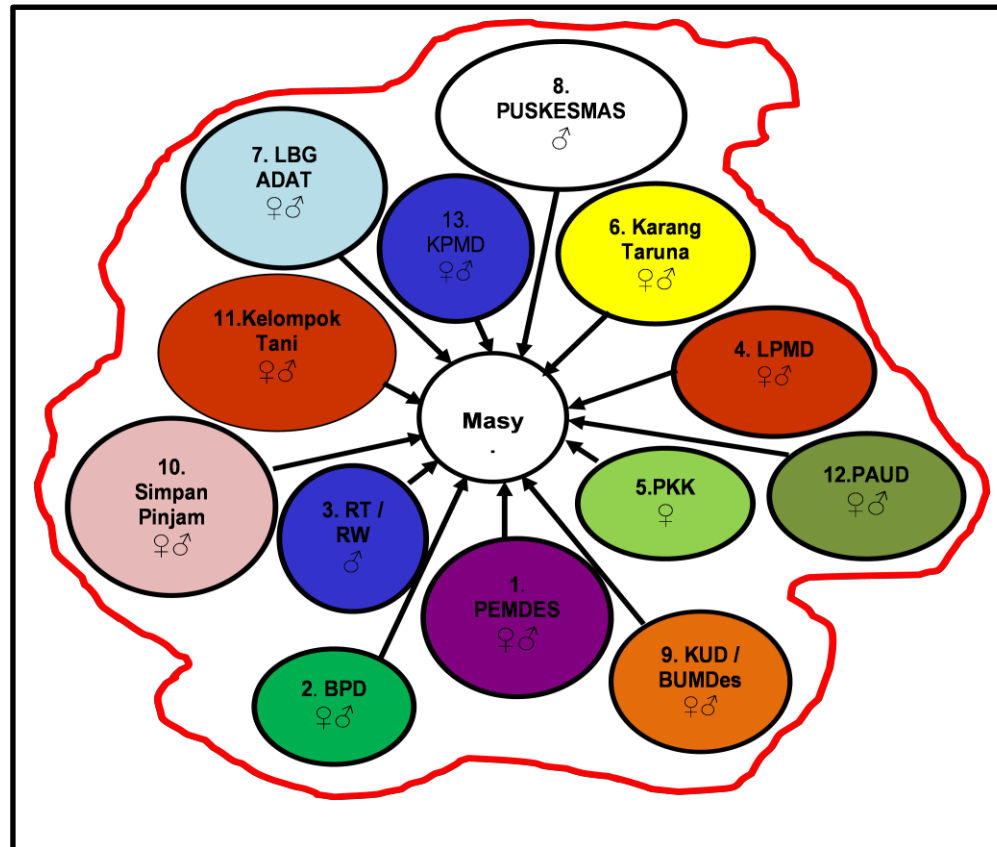 8.
PUSKESMAS
♂
7. LBG
ADAT
♀♂
13.
KPMD
♀♂
6. Karang
Taruna
♀♂
11.Kelompok
Tani
♀♂
4. LPMD
♀♂
Masy
.
10.
Simpan
Pinjam
♀♂
3. RT /
RW
♂
5.PKK
♀
12.PAUD
♀♂
1.
PEMDES
♀♂
2. BPD
♀♂
9. KUD /
BUMDes
♀♂